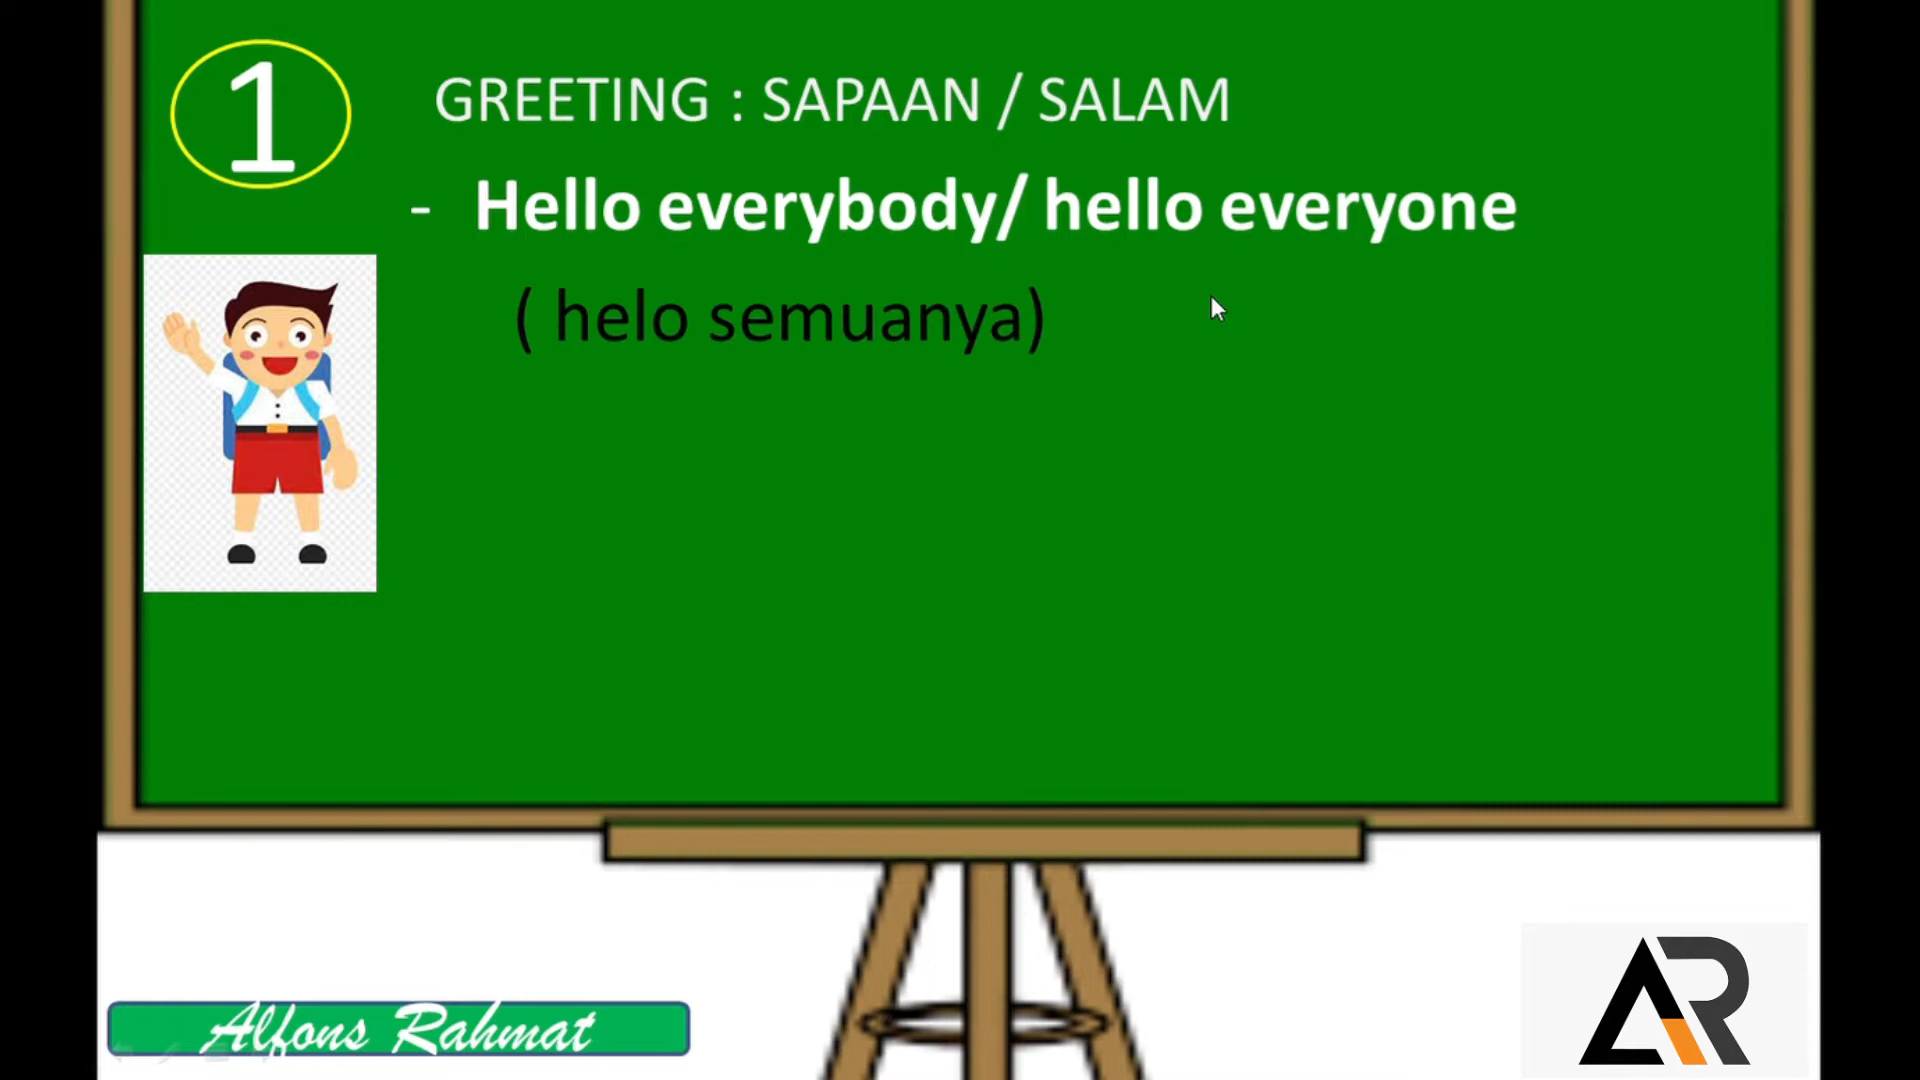 1
GREETING : SAPAAN / SALAM
- Hello everybody/ hello everyone
( helo semuanya)
Alfons Rahmat
AR